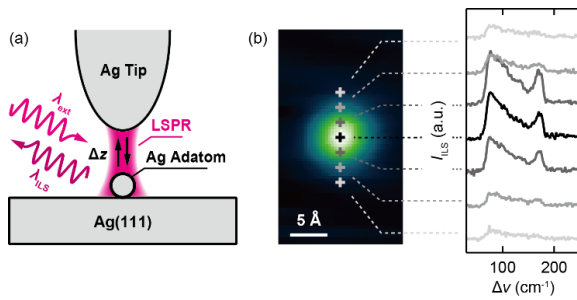 (a)
Ag Tip
λext
LSPR
Δz
Ag Adatom
λILS
Ag(111)
(b)
5 Å
IILS (a.u.)
100
200
Δν (cm-1)